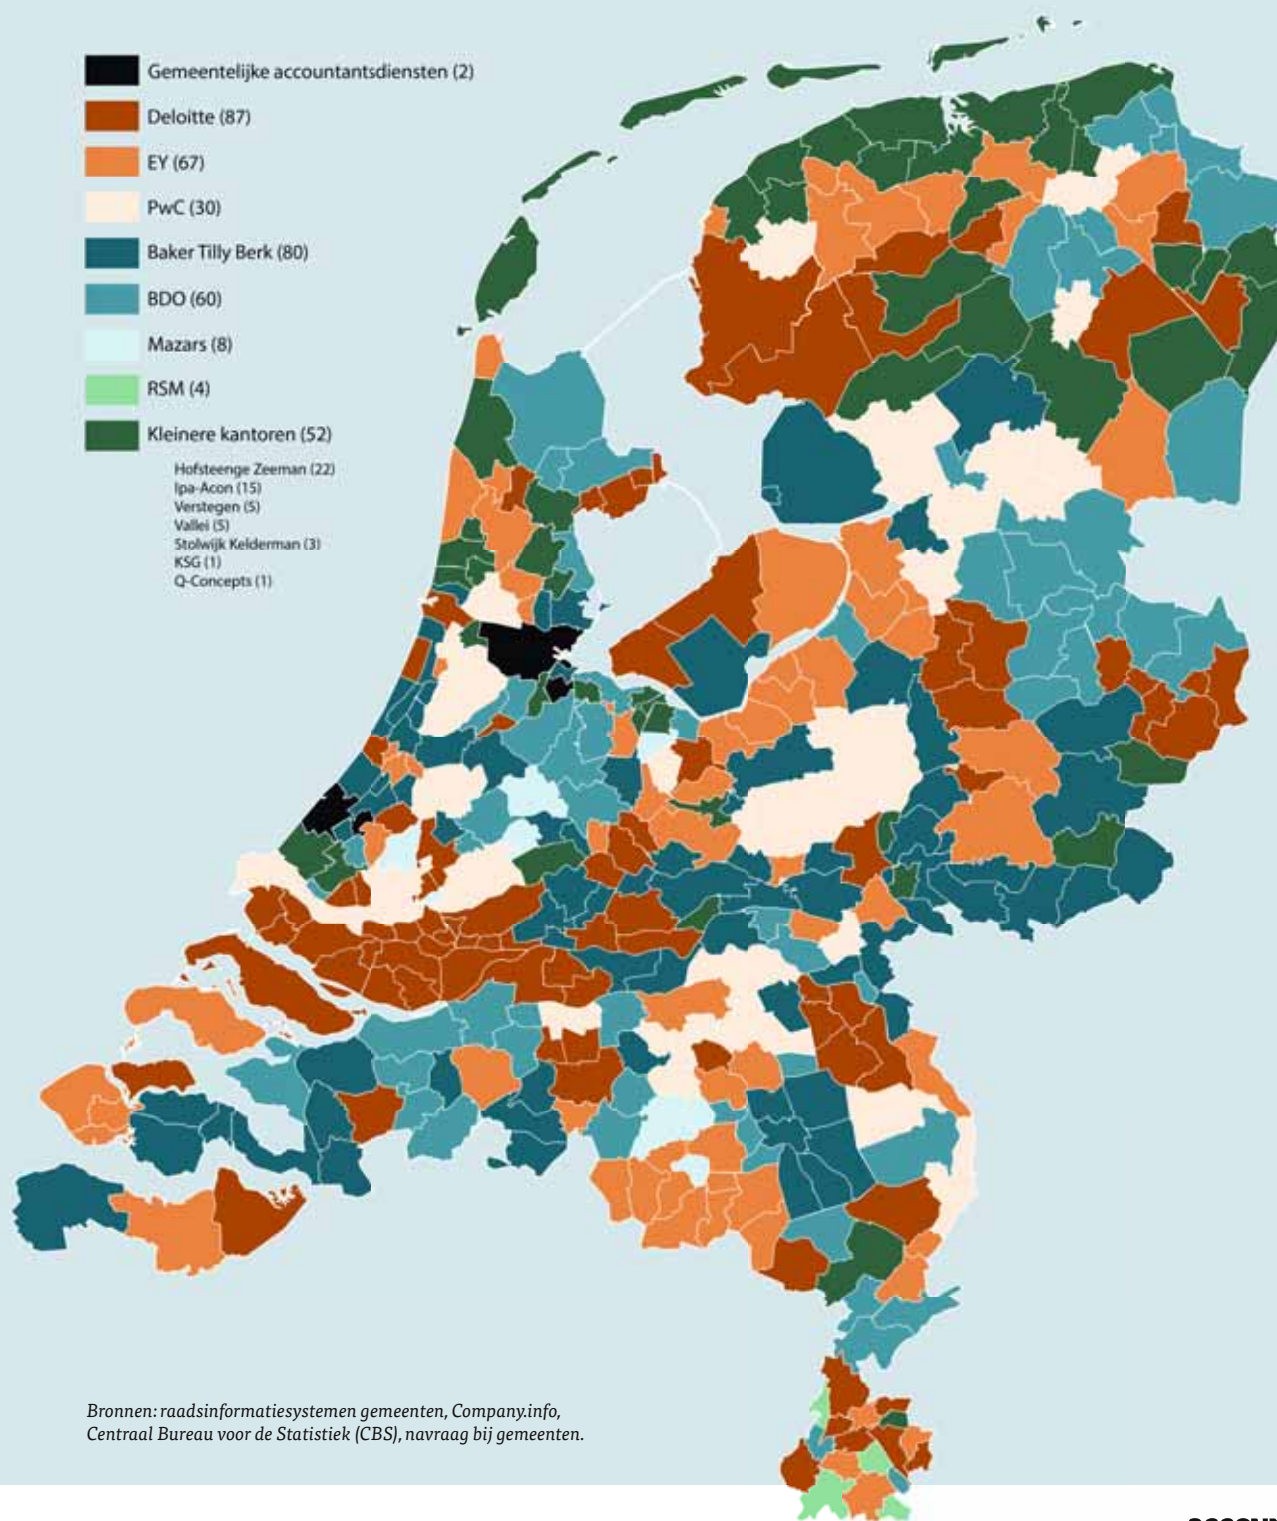 Gemeentelijke accountantsdiensten (2)
Deloitte (87)
EY (67)
PwC (30)
Baker Tilly Berk (80)
BDO (60)
Mazars (8)
RSM (4)
Kleinere kantoren (52)
Hofsteenge Zeeman (22)
Ipa-Acon (15)
Verstegen (5)
Vallei (5)
Stolwijk Kelderman (3)
KSG (1)
Q-Concepts (1)
Bronnen: raadsinformatiesystemen gemeenten, Company.info,
Centraal Bureau voor de Statistiek (CBS), navraag bij gemeenten.